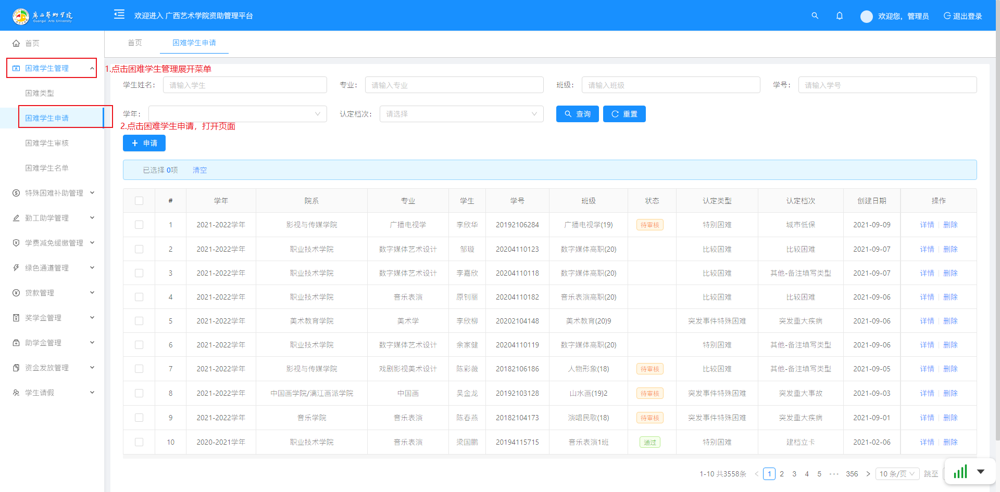 廣西藝術学院
Guangxi Arts University
欢迎进入 广西艺术学院资助管理平台
欢迎您，管理员
退出登录
首页
困难学生管理
困难类型
困难学生申请
困难学生审核
困难学生名单
特殊困难补助管理
勤工助学管理
学费减免缓缴管理
绿色通道管理
贷款管理
奖学金管理
助学金管理
资金发放管理
学生请假
首页 困难学生申请
1.点击困难学生管理展开菜单
学生姓名： 请输入学生 专业： 请输入专业 班级： 请输入班级 学号： 请输入学号
学年： 认定档次： 请选择 查询 重置
2.点击困难学生申请，打开页面
申请
已选择 0项 清空
# 学年 院系 专业 学生 学号 班级 状态 认定类型 认定档次 创建日期 操作
1 2021-2022学年 影视与传媒学院 广播电视学 李欣华 20192106284 广播电视学(19) 待审核 特别困难 城市低保 2021-09-09 详情 删除
2 2021-2022学年 职业技术学院 数字媒体艺术设计 邹璇 20204110123 数字媒体高职(20) 比较困难 比较困难 2021-09-07 详情 删除
3 2021-2022学年 职业技术学院 数字媒体艺术设计 李嘉欣 20204110118 数字媒体高职(20) 比较困难 其他-备注填写类型 2021-09-07 详情 删除
4 2021-2022学年 职业技术学院 音乐表演 原钊丽 20204110182 音乐表演高职(20) 比较困难 比较困难 2021-09-06 详情 删除
5 2021-2022学年 美术教育学院 美术学 李欣柳 20202104148 美术教育(20)9 突发事件特殊困难 突发重大疾病 2021-09-06 详情 删除
6 2021-2022学年 职业技术学院 数字媒体艺术设计 余家健 20204110119 数字媒体高职(20) 特别困难 其他-备注填写类型 2021-09-06 详情 删除
7 2021-2022学年 影视与传媒学院 戏剧影视美术设计 陈彩薇 20182106186 人物形象(18) 待审核 比较困难 其他-备注填写类型 2021-09-05 详情 删除
8 2021-2022学年 中国画学院/漓江画派学院 中国画 吴金龙 20192103128 山水画(19)2 待审核 突发事件特殊困难 突发重大事故 2021-09-03 详情 删除
9 2021-2022学年 音乐学院 音乐表演 陈春燕 20182104173 演唱民歌(18) 待审核 突发事件特殊困难 突发重大疾病 2021-09-01 详情 删除
10 2020-2021学年 职业技术学院 音乐表演 梁国鹏 20194115715 音乐表演1班 通过 特别困难 建档立卡 2021-02-06 详情 删除
1-10 共3558条 < 1 2 3 4 5 ••• 356 > 10 条/页 跳至